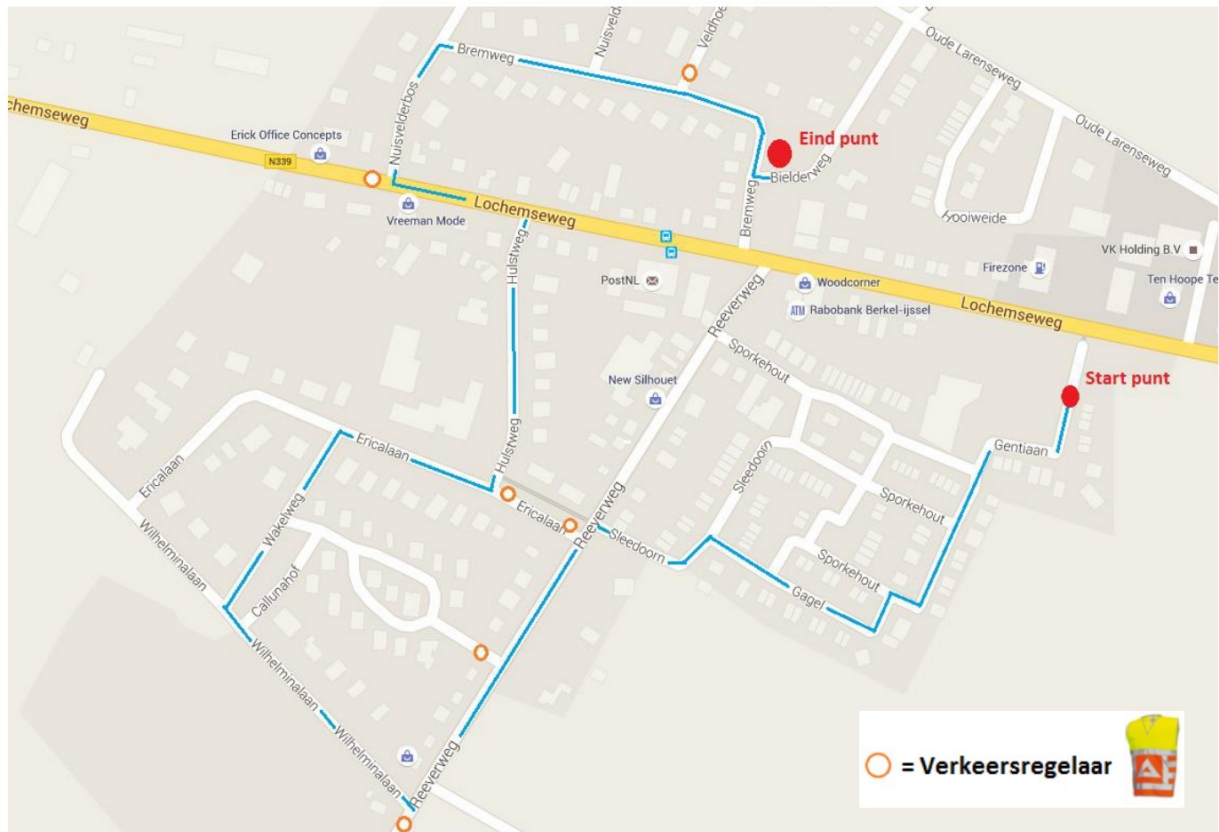 Oude Larenseweg
Nuisveld
Veldhoe
Bremweg
Oude Larenseweg
chemseweg
Erick Office Concepts
Nuisvelderbos
Eind punt
N339
Bielderweg
Lochemseweg
Vreeman Mode
Bremweg
Hooiweide
VK Holding B.V
Hulstweg
PostNL
Firezone
Ten Hoope Te
Woodcorner
Reeverweg
ATM
Rabobank Berkel-ijssel
Lochemseweg
Sporkehout
New Silhouet
Start punt
Ericalaan
Hulstweg
Gentiaan
Ericalaan
Sleedoorn
Wakelweg
Sporkehout
Ericalaan
Reeverweg
Sleedoorn
Wilhelminalaan
Callunahof
Sporkehout
Gagel
Wilhelminalaan
Wilhelminalaan
Reeverweg
= Verkeersregelaar